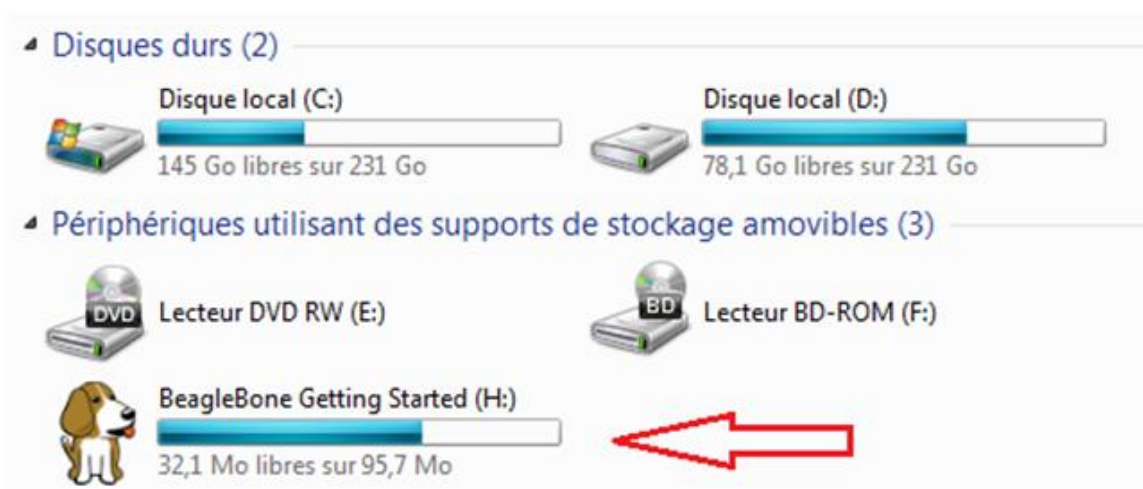 Disques durs (2)
Disque local (C:)
145 Go libres sur 231 Go
Disque local (D:)
78,1 Go libres sur 231 Go
Périphériques utilisant des supports de stockage amovibles (3)
DVD
Lecteur DVD RW (E:)
BD
Lecteur BD-ROM (F:)
BeagleBone Getting Started (H:)
32,1 Mo libres sur 95,7 Mo